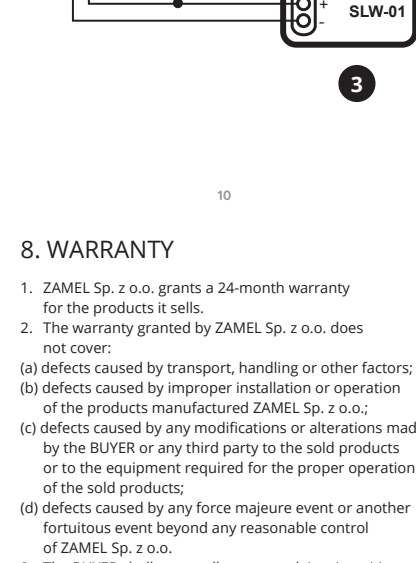 +
SLW-01
-
3
10
8. WARRANTY
1. ZAMEL Sp. z o.o. grants a 24-month warranty
for the products it sells.
2. The warranty granted by ZAMEL Sp. z o.o. does
not cover:
(a) defects caused by transport, handling or other factors;
(b) defects caused by improper installation or operation
of the products manufactured ZAMEL Sp. z o.o.;
(c) defects caused by any modifications or alterations mad
by the BUYER or any third party to the sold products
or to the equipment required for the proper operation
of the sold products;
(d) defects caused by any force majeure event or another
fortuitous event beyond any reasonable control
of ZAMEL Sp. z o.o.